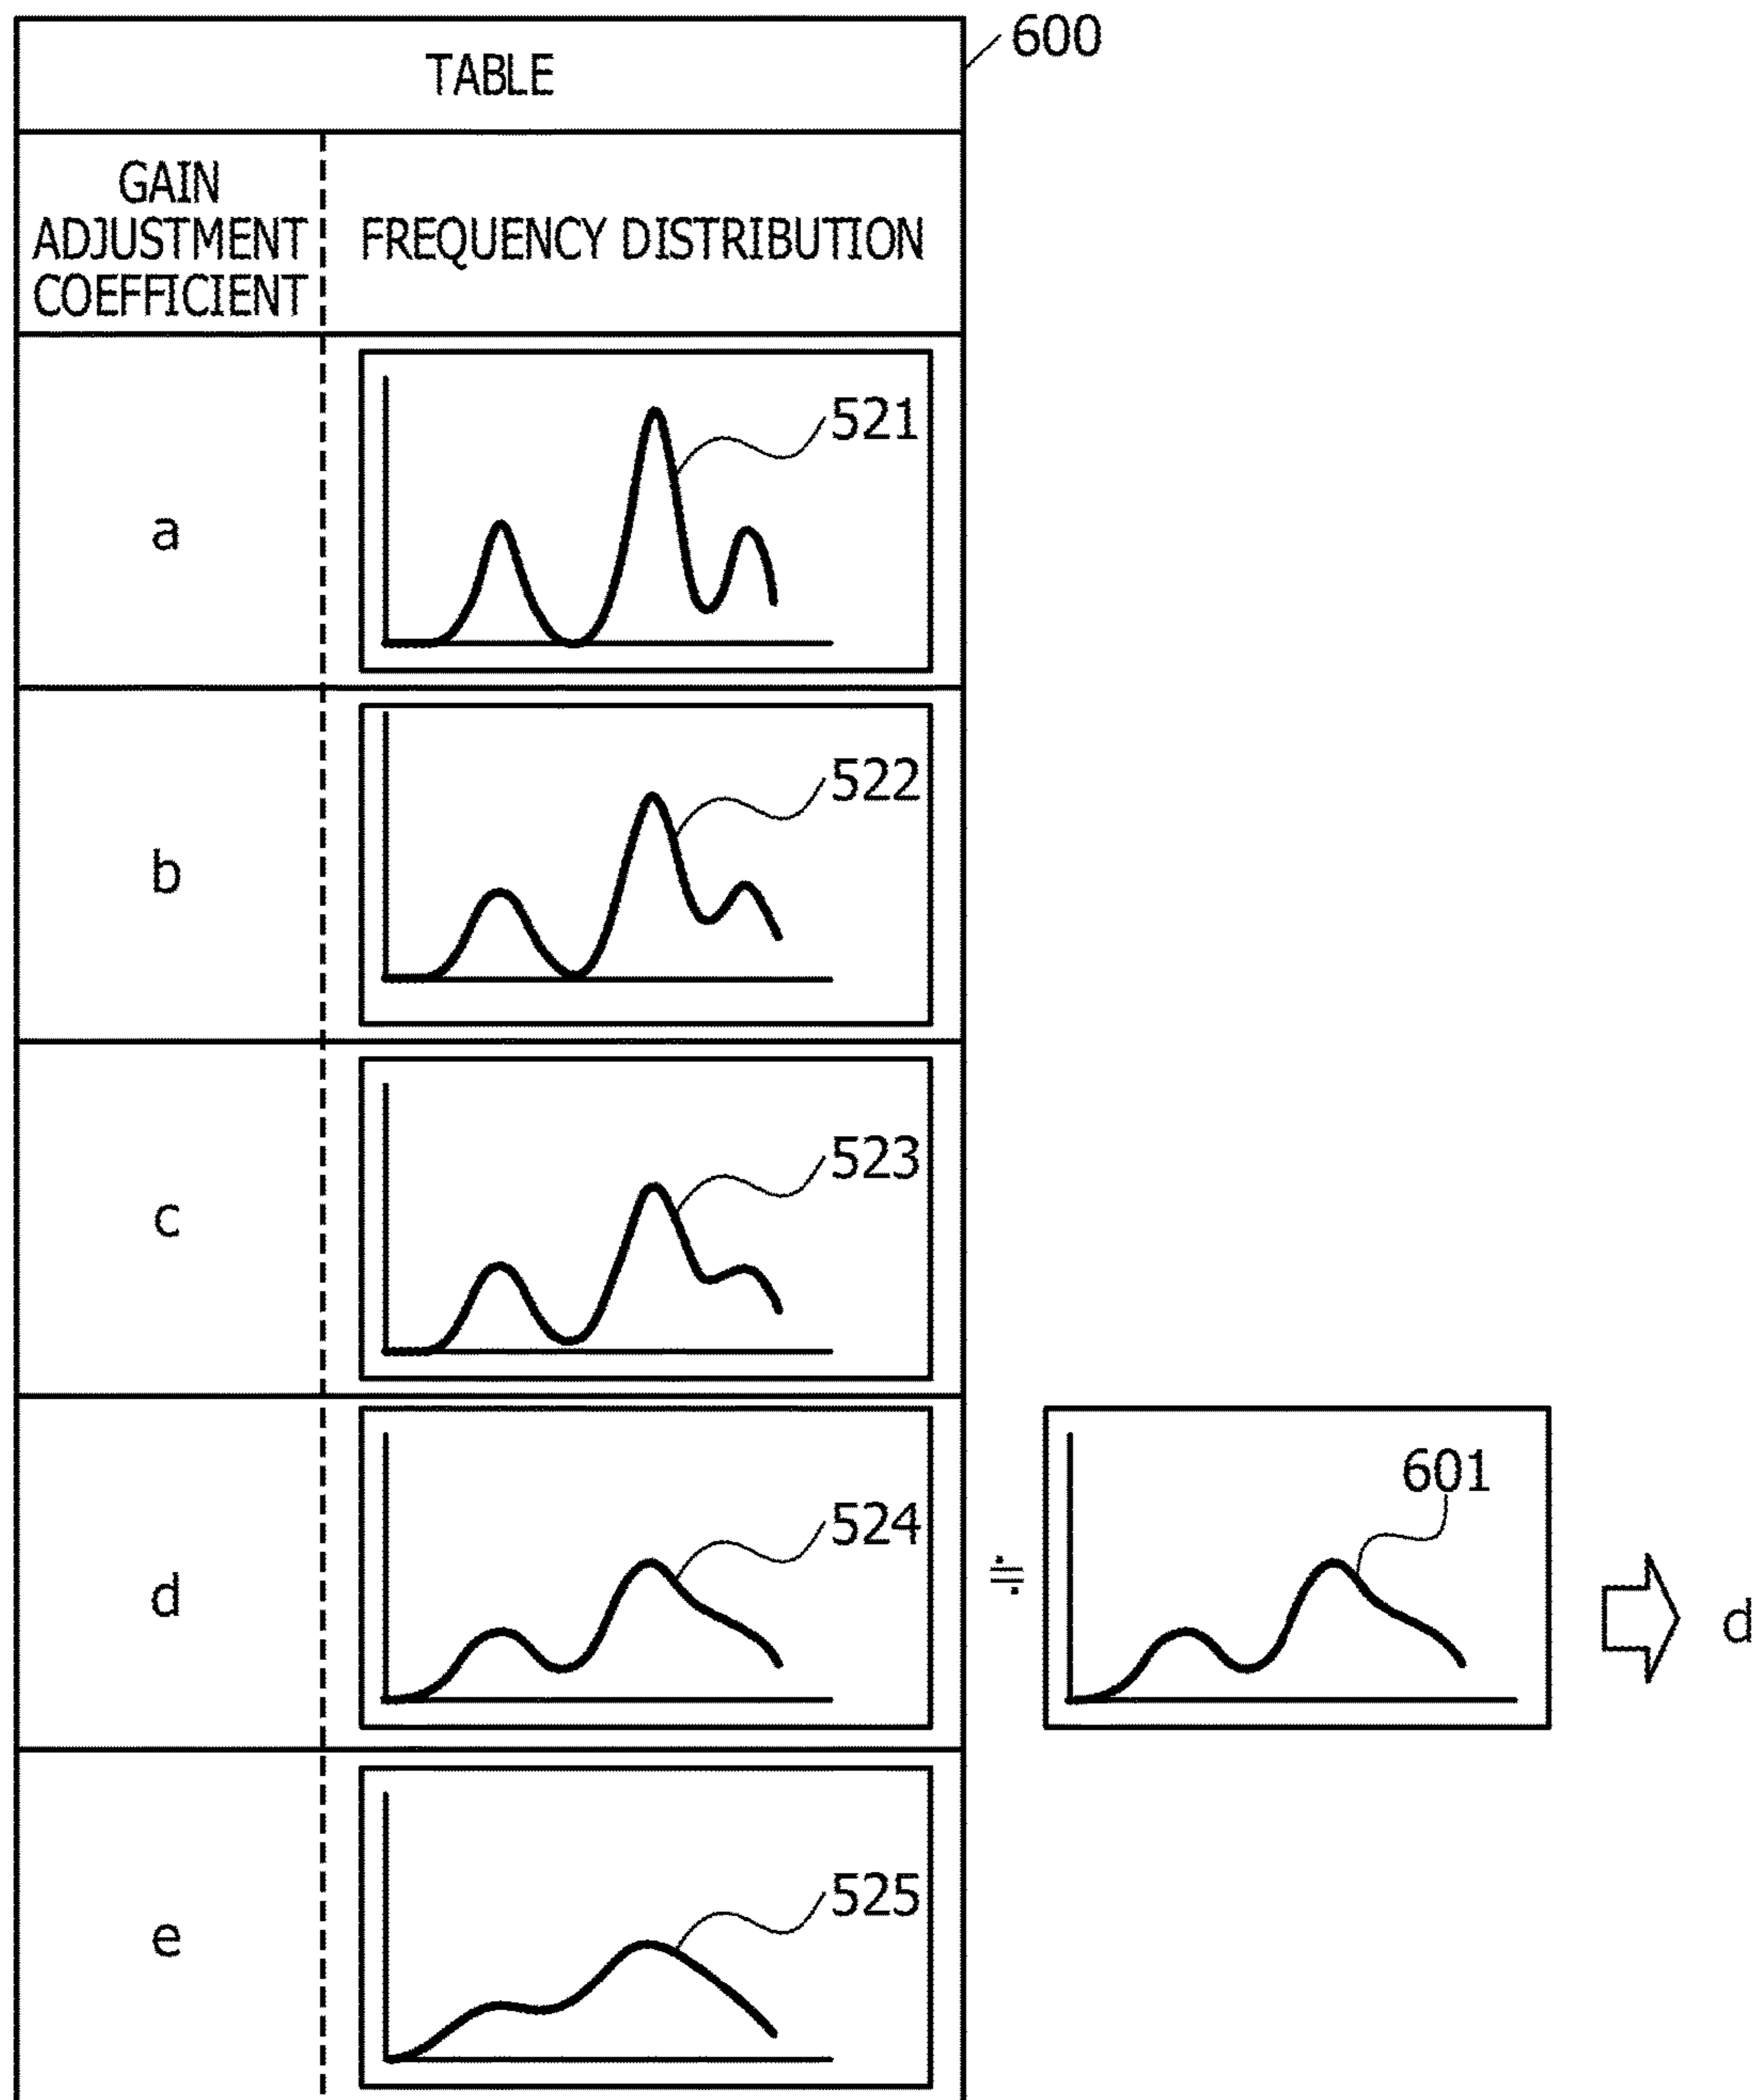 600
TABLE
GAIN
ADJUSTMENT
COEFFICIENT
FREQUENCY DISTRIBUTION
a
521
b
522
c
523
d
524
≒
601
d
e
525